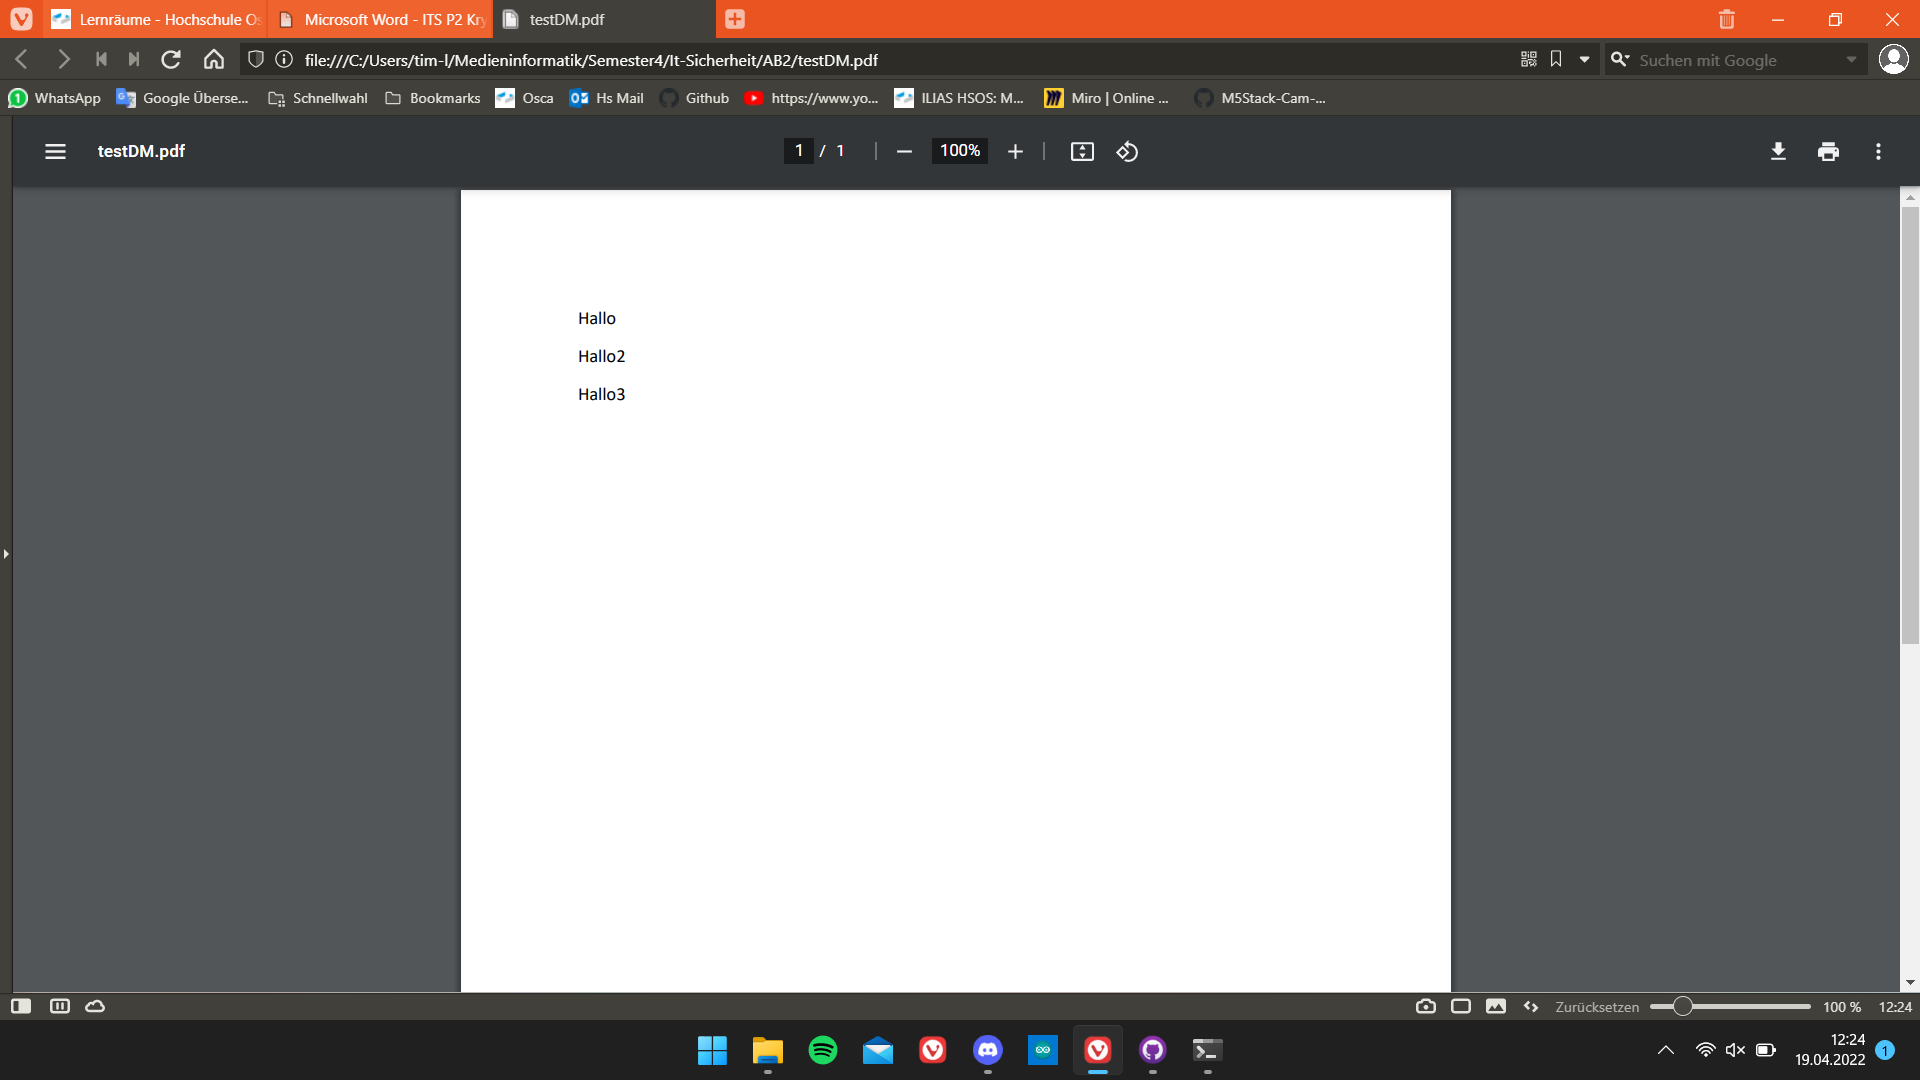 Lernräume - Hochschule Os
Microsoft Word - ITS P2 Kry
testDM.pdf
file:///C:/Users/tim-l/Medieninformatik/Semester4/It-Sicherheit/AB2/testDM.pdf
Suchen mit Google
1 WhatsApp
Google Überse...
Schnellwahl
Bookmarks
Osca
Hs Mail
Github
https://www.yo...
ILIAS HSOS: M...
Miro | Online ...
M5Stack-Cam-...
testDM.pdf
1 / 1
100%
Hallo
Hallo2
Hallo3
Zurücksetzen
100 %
12:24
12:24
19.04.2022
1